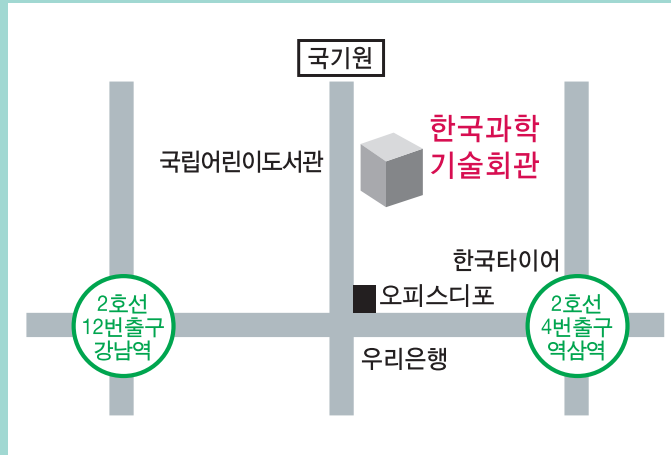 국기원
한국과학
기술회관
국립어린이도서관
한국타이어
오피스디포
2호선
12번출구
강남역
2호선
4번출구
역삼역
우리은행